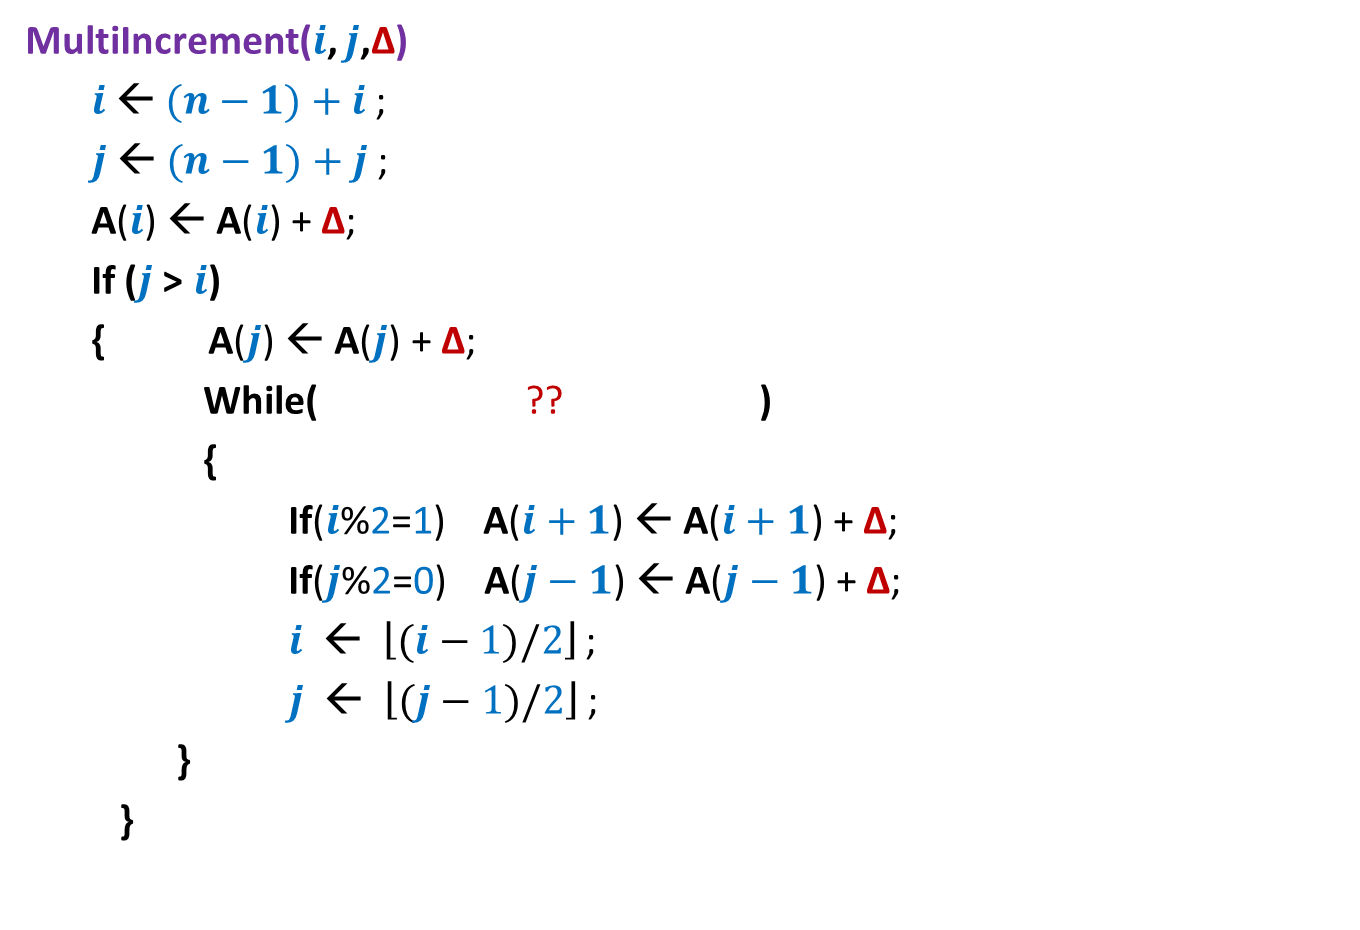 MultiIncrement(i, j,Δ)
i ← (n − 1) + i ;
j ← (n − 1) + j ;
A(i) ← A(i) + Δ;
If (j > i)
{ A(j) ← A(j) + Δ;
While( ?? )
{
If(i%2=1) A(i + 1) ← A(i + 1) + Δ;
If(j%2=0) A(j − 1) ← A(j − 1) + Δ;
i ← ⌊(i − 1)/2⌋ ;
j ← ⌊(j − 1)/2⌋ ;
}
}